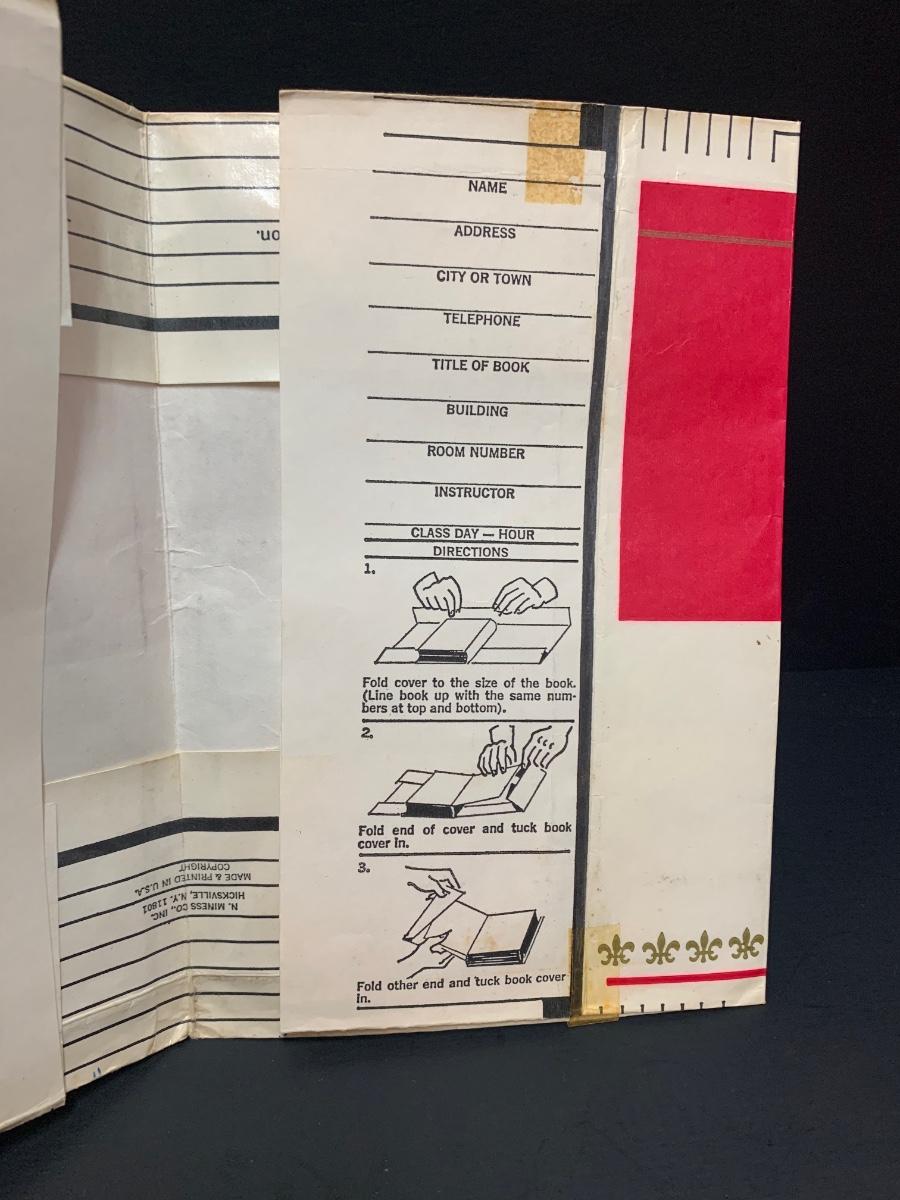 on.
NAME
ADDRESS
CITY OR TOWN
TELEPHONE
TITLE OF BOOK
BUILDING
ROOM NUMBER
INSTRUCTOR
CLASS DAY — HOUR
DIRECTIONS
1.
Fold cover to the size of the book.
(Line book up with the same num-
bers at top and bottom).
2.
Fold end of cover and tuck book
cover in.
3.
Fold other end and tuck book cover
in.
N. MINESS CO., INC.
HICKSVILLE, N.Y. 11801
MADE & PRINTED IN U.S.A.
COPYRIGHT